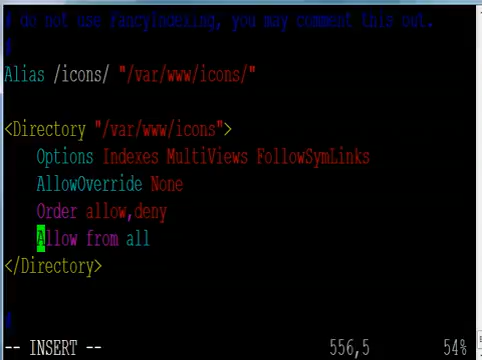 # do not use FancyIndexing, you may comment this out.
#
Alias /icons/ "/var/www/icons/"
<Directory "/var/www/icons">
Options Indexes MultiViews FollowSymLinks
AllowOverride None
Order allow,deny
Allow from all
</Directory>
#
-- INSERT -- 556,5 54%